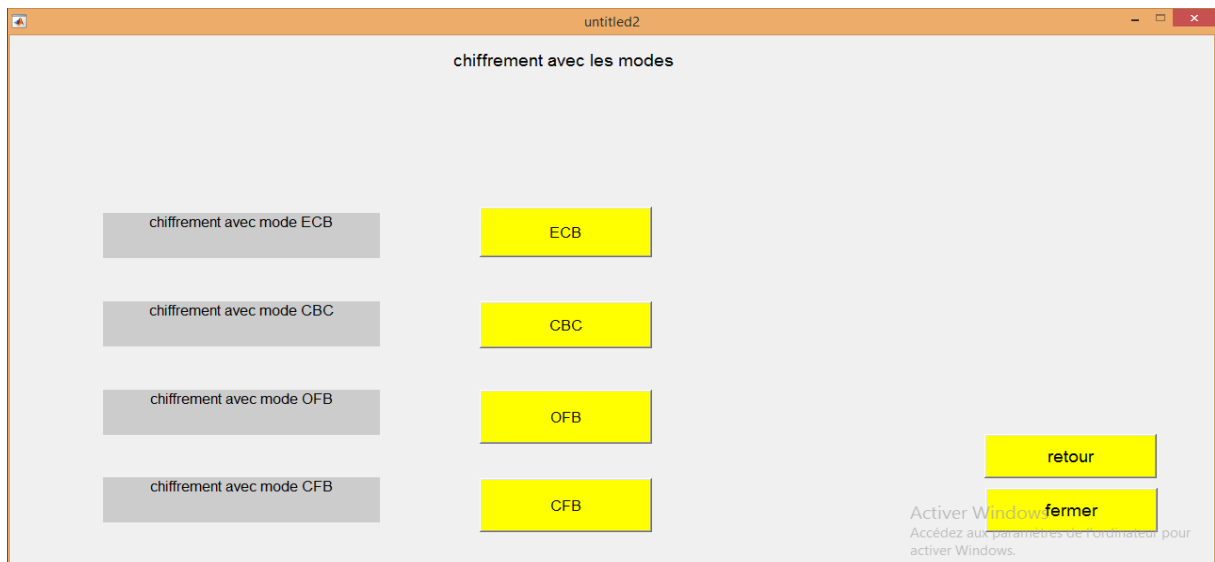 untitled2
chiffrement avec les modes
chiffrement avec mode ECB
ECB
chiffrement avec mode CBC
CBC
chiffrement avec mode OFB
OFB
chiffrement avec mode CFB
CFB
retour
fermer
Activer Windows
Accédez aux paramètres de l'ordinateur pour
activer Windows.